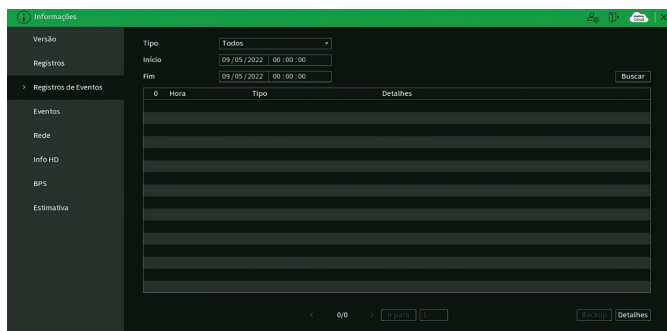 Informações
Versão
Registros
Registros de Eventos
Eventos
Rede
Info HD
BPS
Estimativa
Tipo Todos
Início 09/05/2022 00:00:00
Fim 09/05/2022 00:00:00
Buscar
0 Hora Tipo Detalhes
0/0 Ir para 1
Backup Detalhes